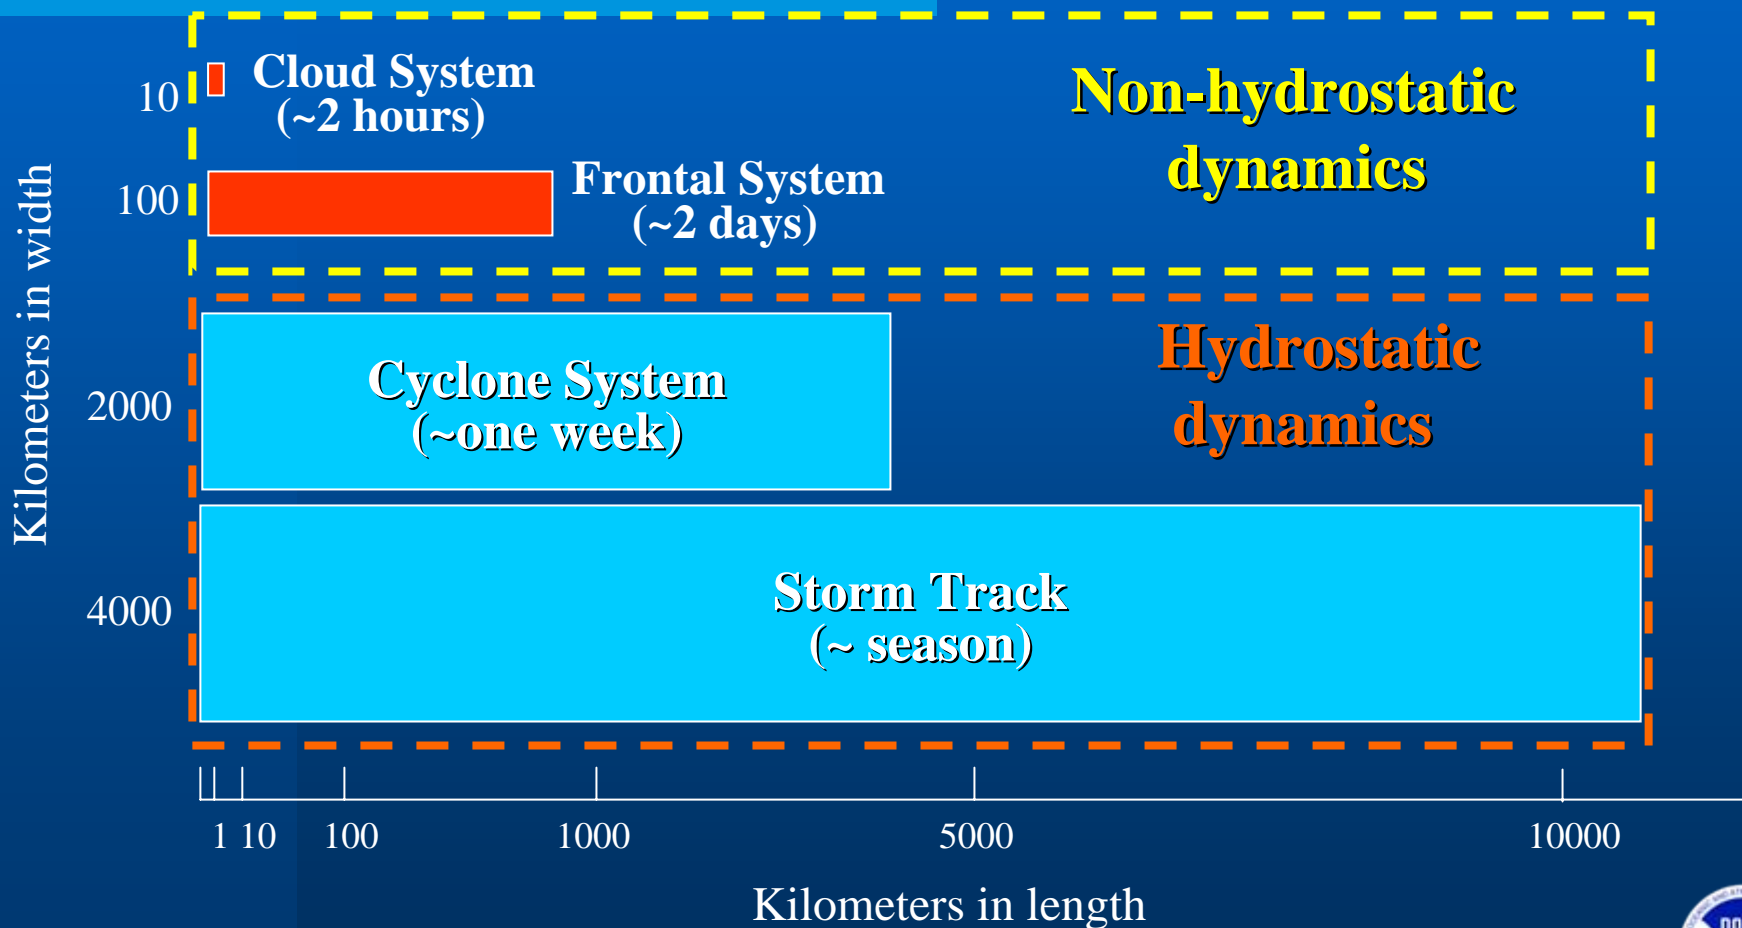 10
Cloud System
(~2 hours)
Non-hydrostatic
dynamics
100
Frontal System
(~2 days)
Kilometers in width
2000
Cyclone System
(~one week)
Hydrostatic
dynamics
4000
Storm Track
(~ season)
1 10 100 1000 5000 10000
Kilometers in length